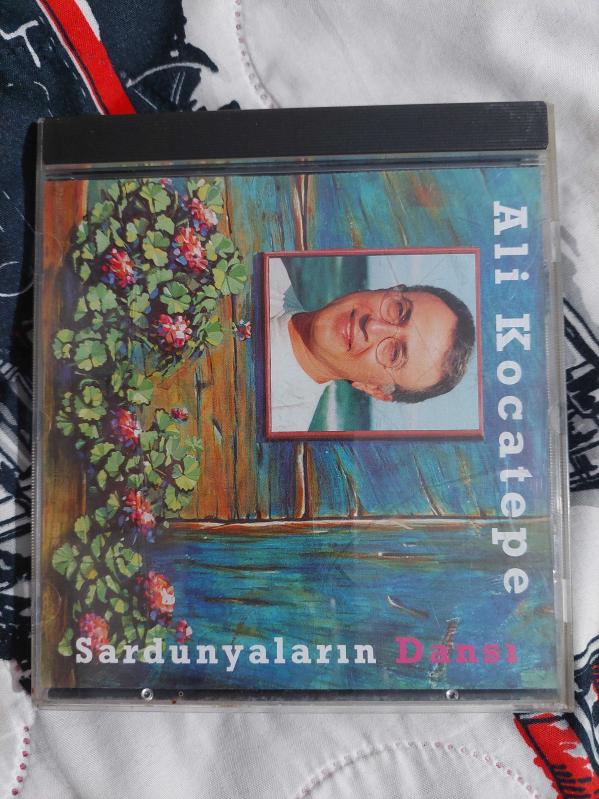 Ali Kocatepe
Sardunyaların Dansı